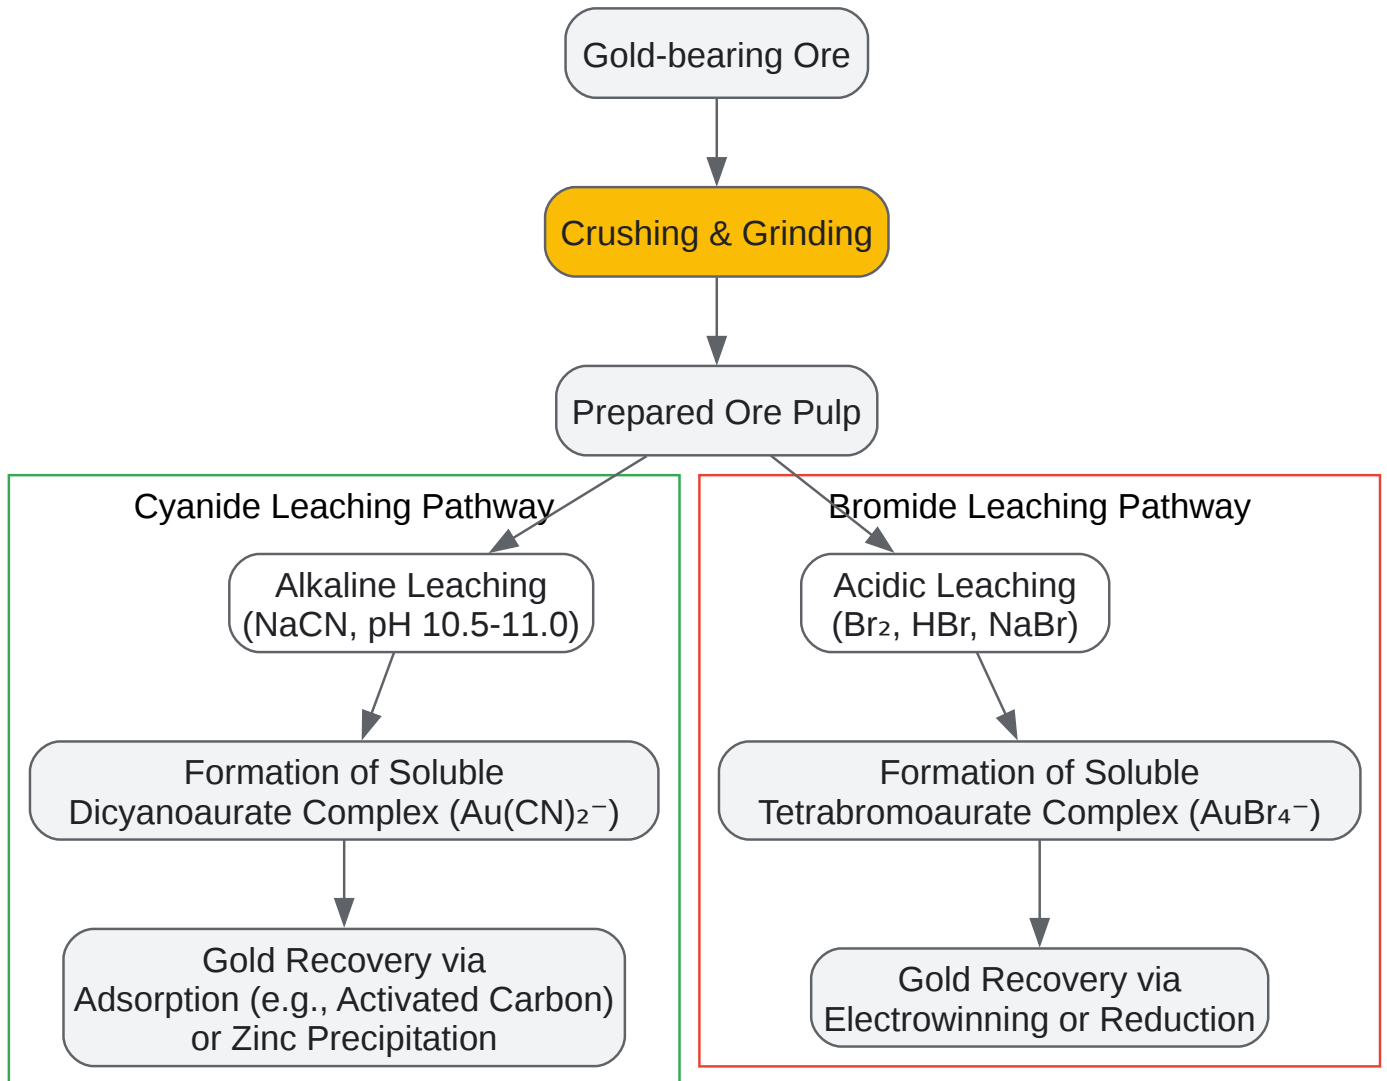 Gold-bearing Ore
Crushing & Grinding
Prepared Ore Pulp
Cyanide Leaching Pathway
Alkaline Leaching
(NaCN, pH 10.5-11.0)
Formation of Soluble
Dicyanoaurate Complex (Au(CN)₂⁻)
Gold Recovery via
Adsorption (e.g., Activated Carbon)
or Zinc Precipitation
Bromide Leaching Pathway
Acidic Leaching
(Br₂, HBr, NaBr)
Formation of Soluble
Tetrabromoaurate Complex (AuBr₄⁻)
Gold Recovery via
Electrowinning or Reduction